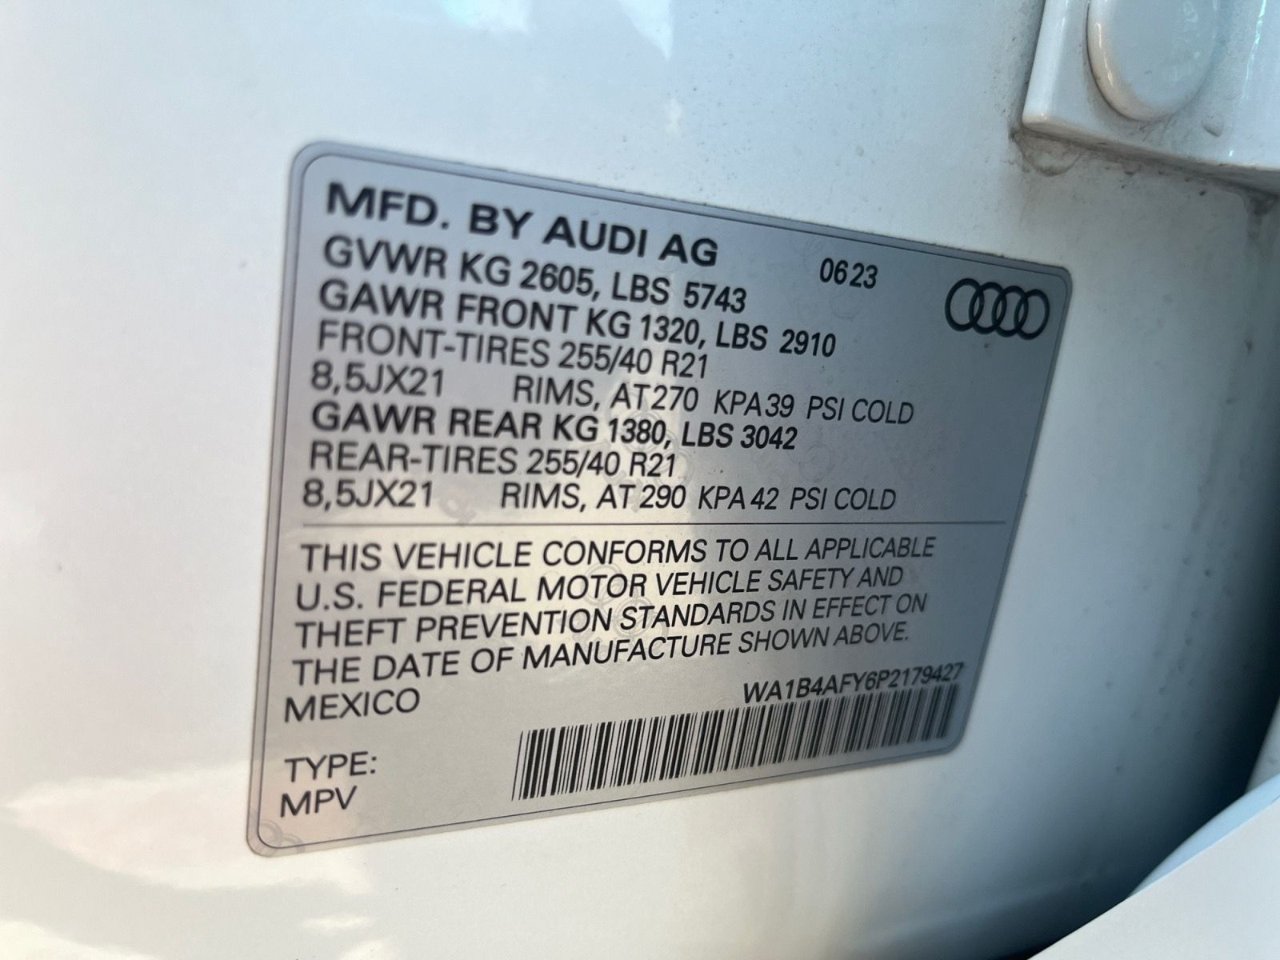 MFD. BY AUDI AG 06 23
GVWR KG 2605, LBS 5743
GAWR FRONT KG 1320, LBS 2910
FRONT-TIRES 255/40 R21
8,5JX21 RIMS, AT 270 KPA 39 PSI COLD
GAWR REAR KG 1380, LBS 3042
REAR-TIRES 255/40 R21
8,5JX21 RIMS, AT 290 KPA 42 PSI COLD
THIS VEHICLE CONFORMS TO ALL APPLICABLE
U.S. FEDERAL MOTOR VEHICLE SAFETY AND
THEFT PREVENTION STANDARDS IN EFFECT ON
THE DATE OF MANUFACTURE SHOWN ABOVE.
MEXICO WA1B4AFY6P2179427
TYPE:
MPV